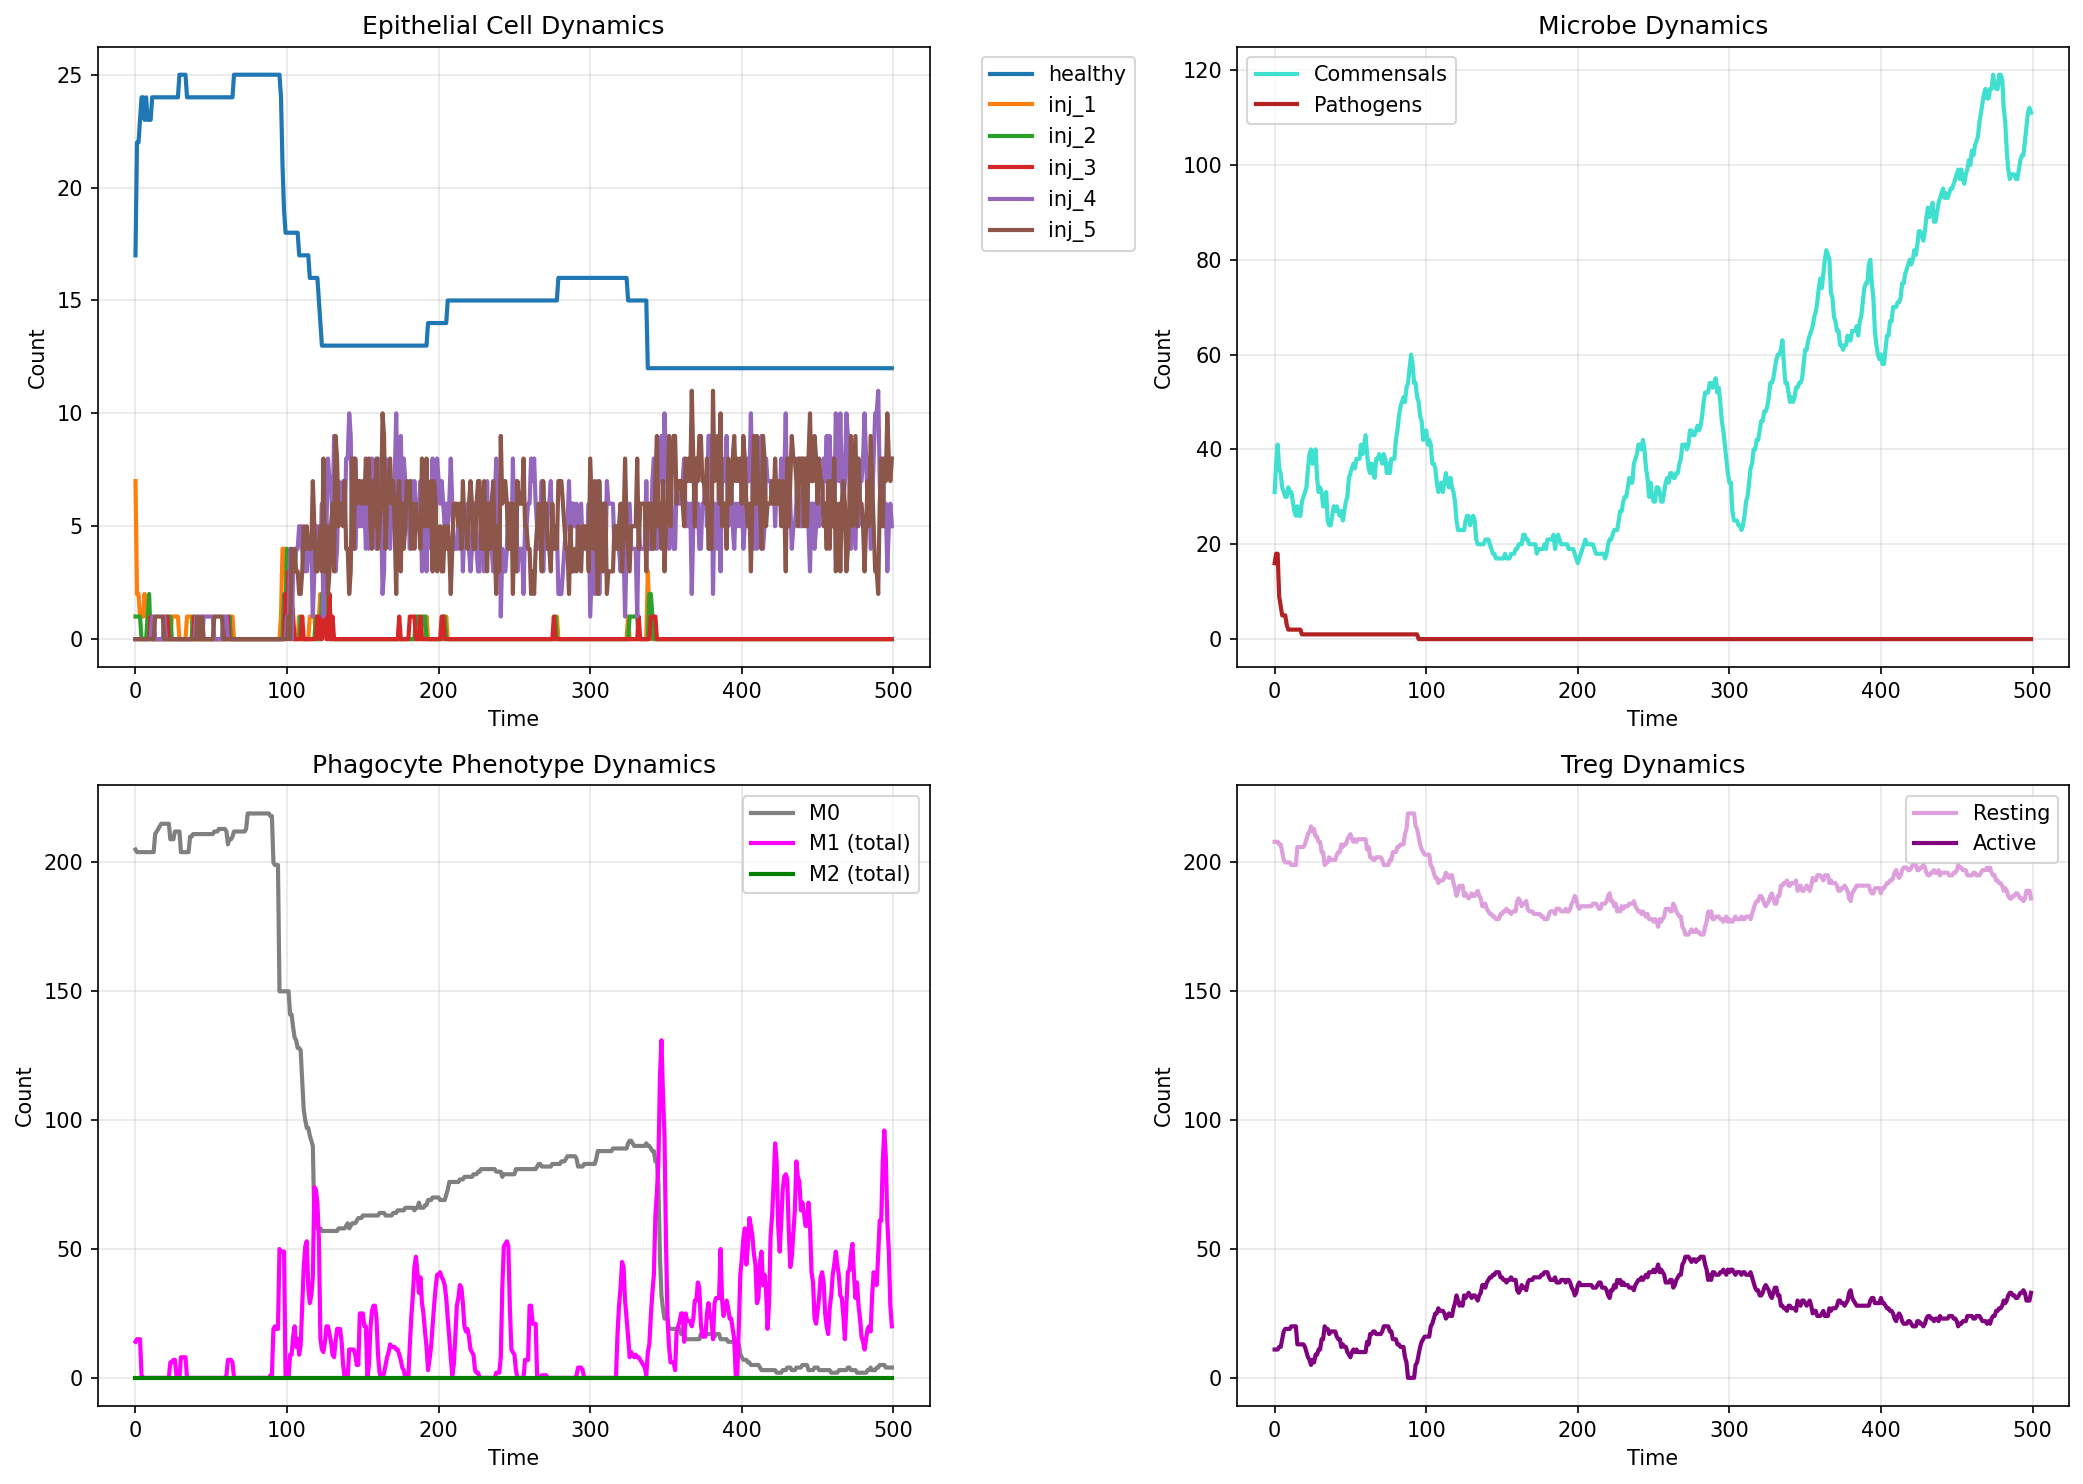 Epithelial Cell Dynamics
25
20
15
10
5
0
Count
0 100 200 300 400 500
Time
healthy
inj_1
inj_2
inj_3
inj_4
inj_5
Microbe Dynamics
Commensals
Pathogens
120
100
80
60
40
20
0
Count
0 100 200 300 400 500
Time
Phagocyte Phenotype Dynamics
M0
M1 (total)
M2 (total)
200
150
100
50
0
Count
0 100 200 300 400 500
Time
Treg Dynamics
Resting
Active
200
150
100
50
0
Count
0 100 200 300 400 500
Time